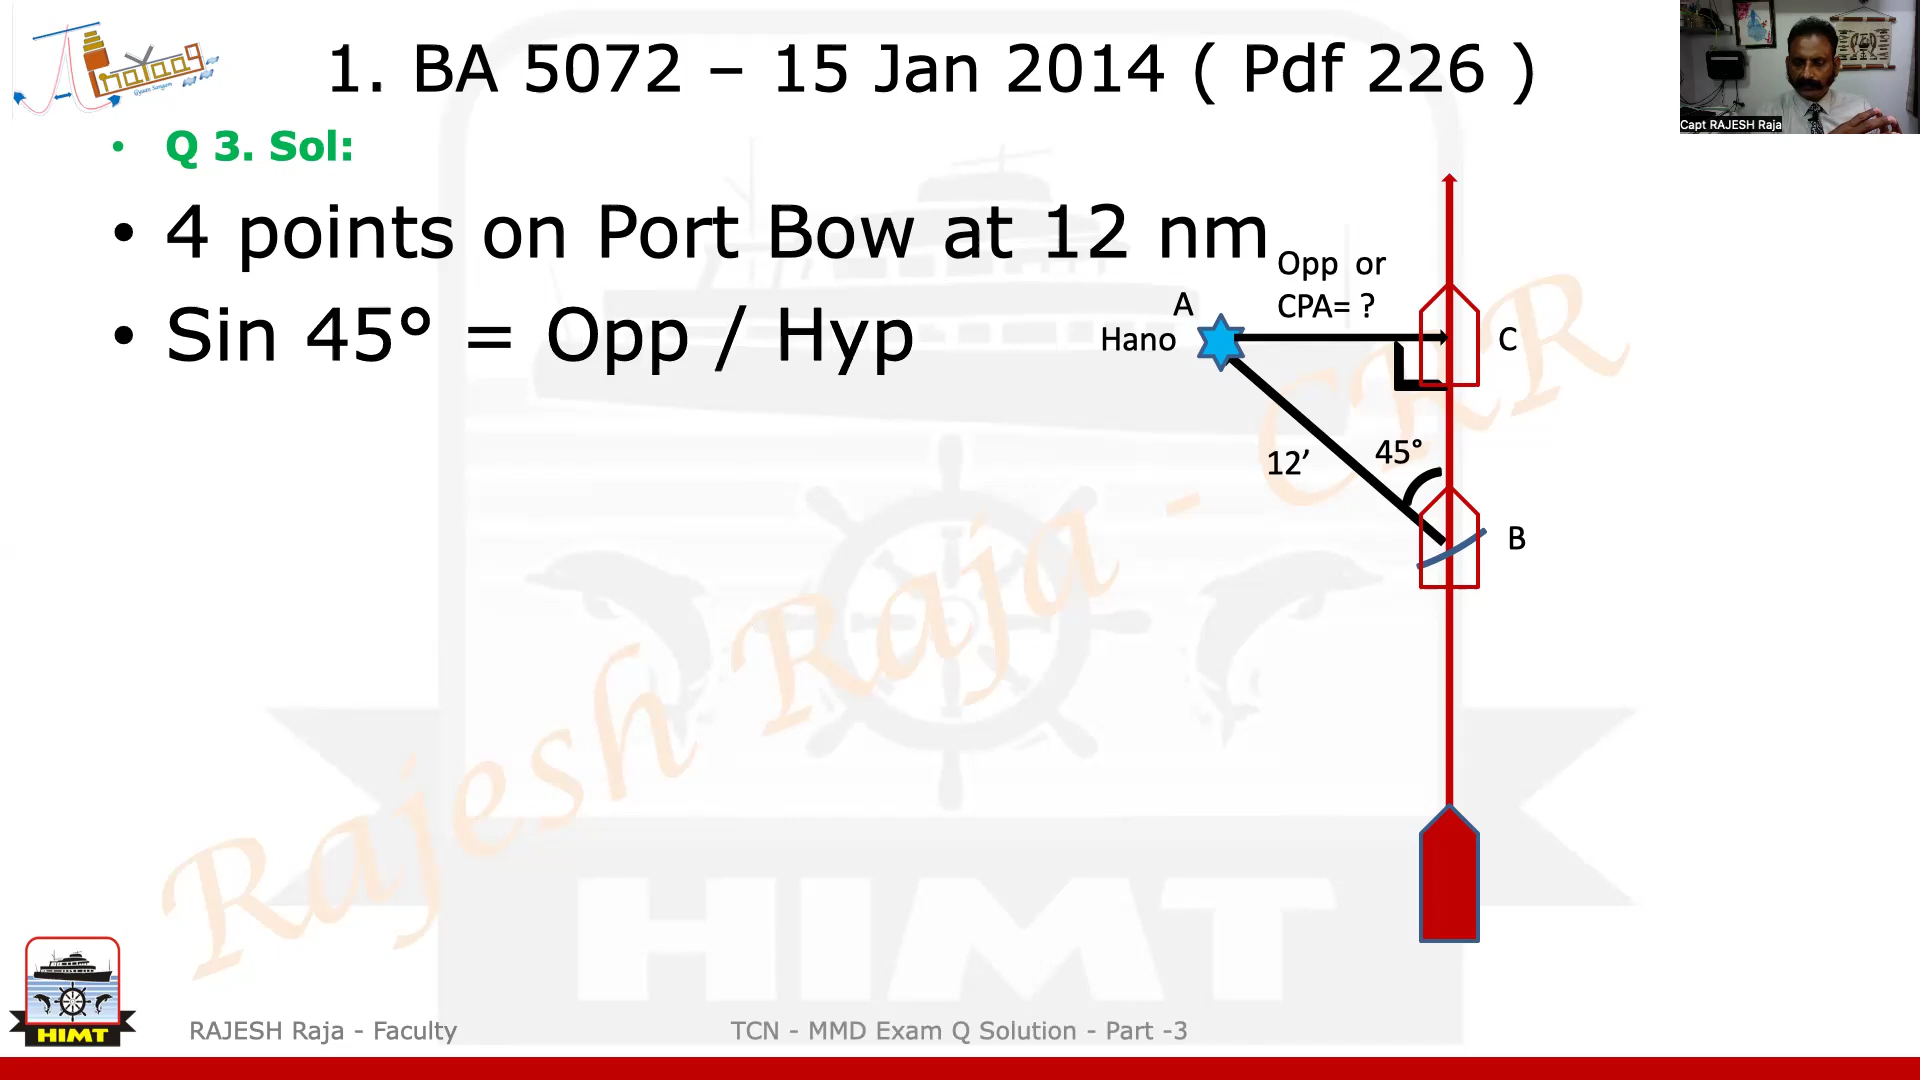 1. BA 5072 – 15 Jan 2014 ( Pdf 226 )
Capt RAJESH Raja
• Q 3. Sol:
• 4 points on Port Bow at 12 nm
• Sin 45° = Opp / Hyp
Opp or
CPA= ?
A
Hano
C
12’
45°
B
Rajesh Raja - CKR
HIMT
HIMT
RAJESH Raja - Faculty
TCN - MMD Exam Q Solution - Part -3